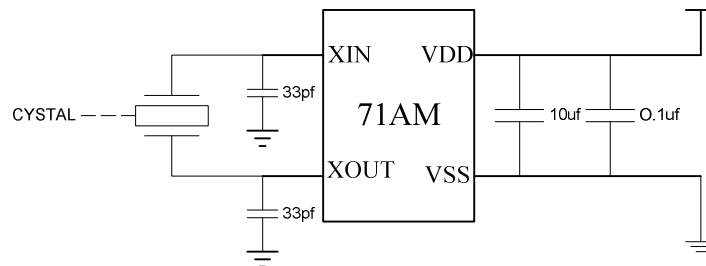 XIN
VDD
33pf
CYSTAL
71AM
10uf
O.1uf
XOUT
VSS
33pf